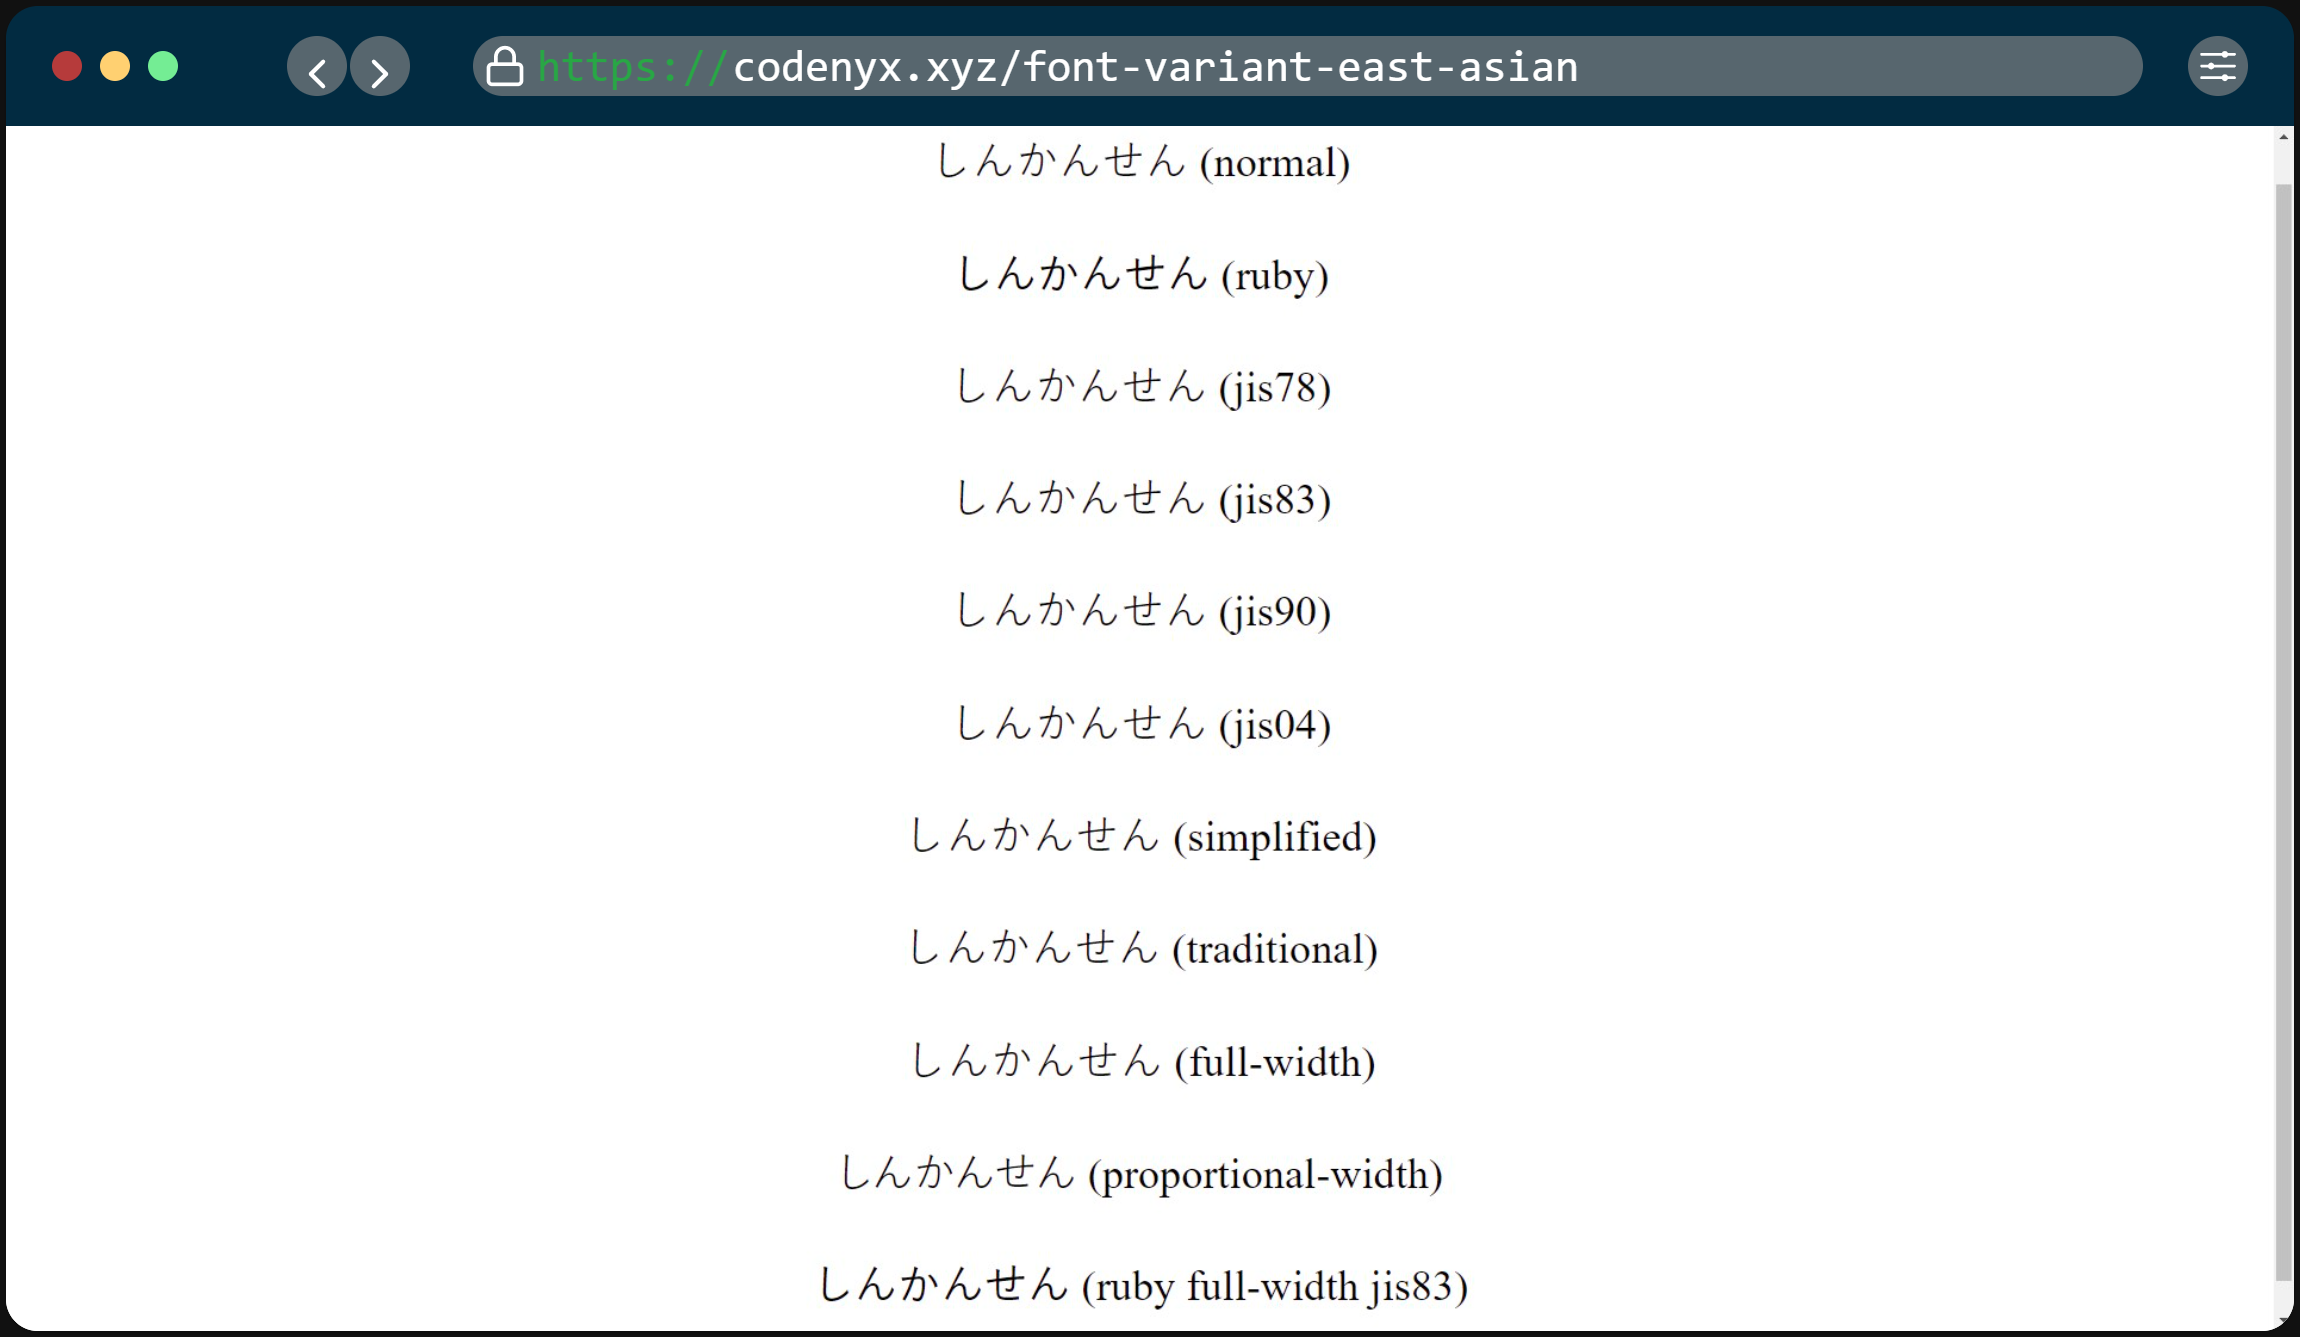 https://codenyx.xyz/font-variant-east-asian
しんかんせん (normal)
しんかんせん (ruby)
しんかんせん (jis78)
しんかんせん (jis83)
しんかんせん (jis90)
しんかんせん (jis04)
しんかんせん (simplified)
しんかんせん (traditional)
しんかんせん (full-width)
しんかんせん (proportional-width)
しんかんせん (ruby full-width jis83)